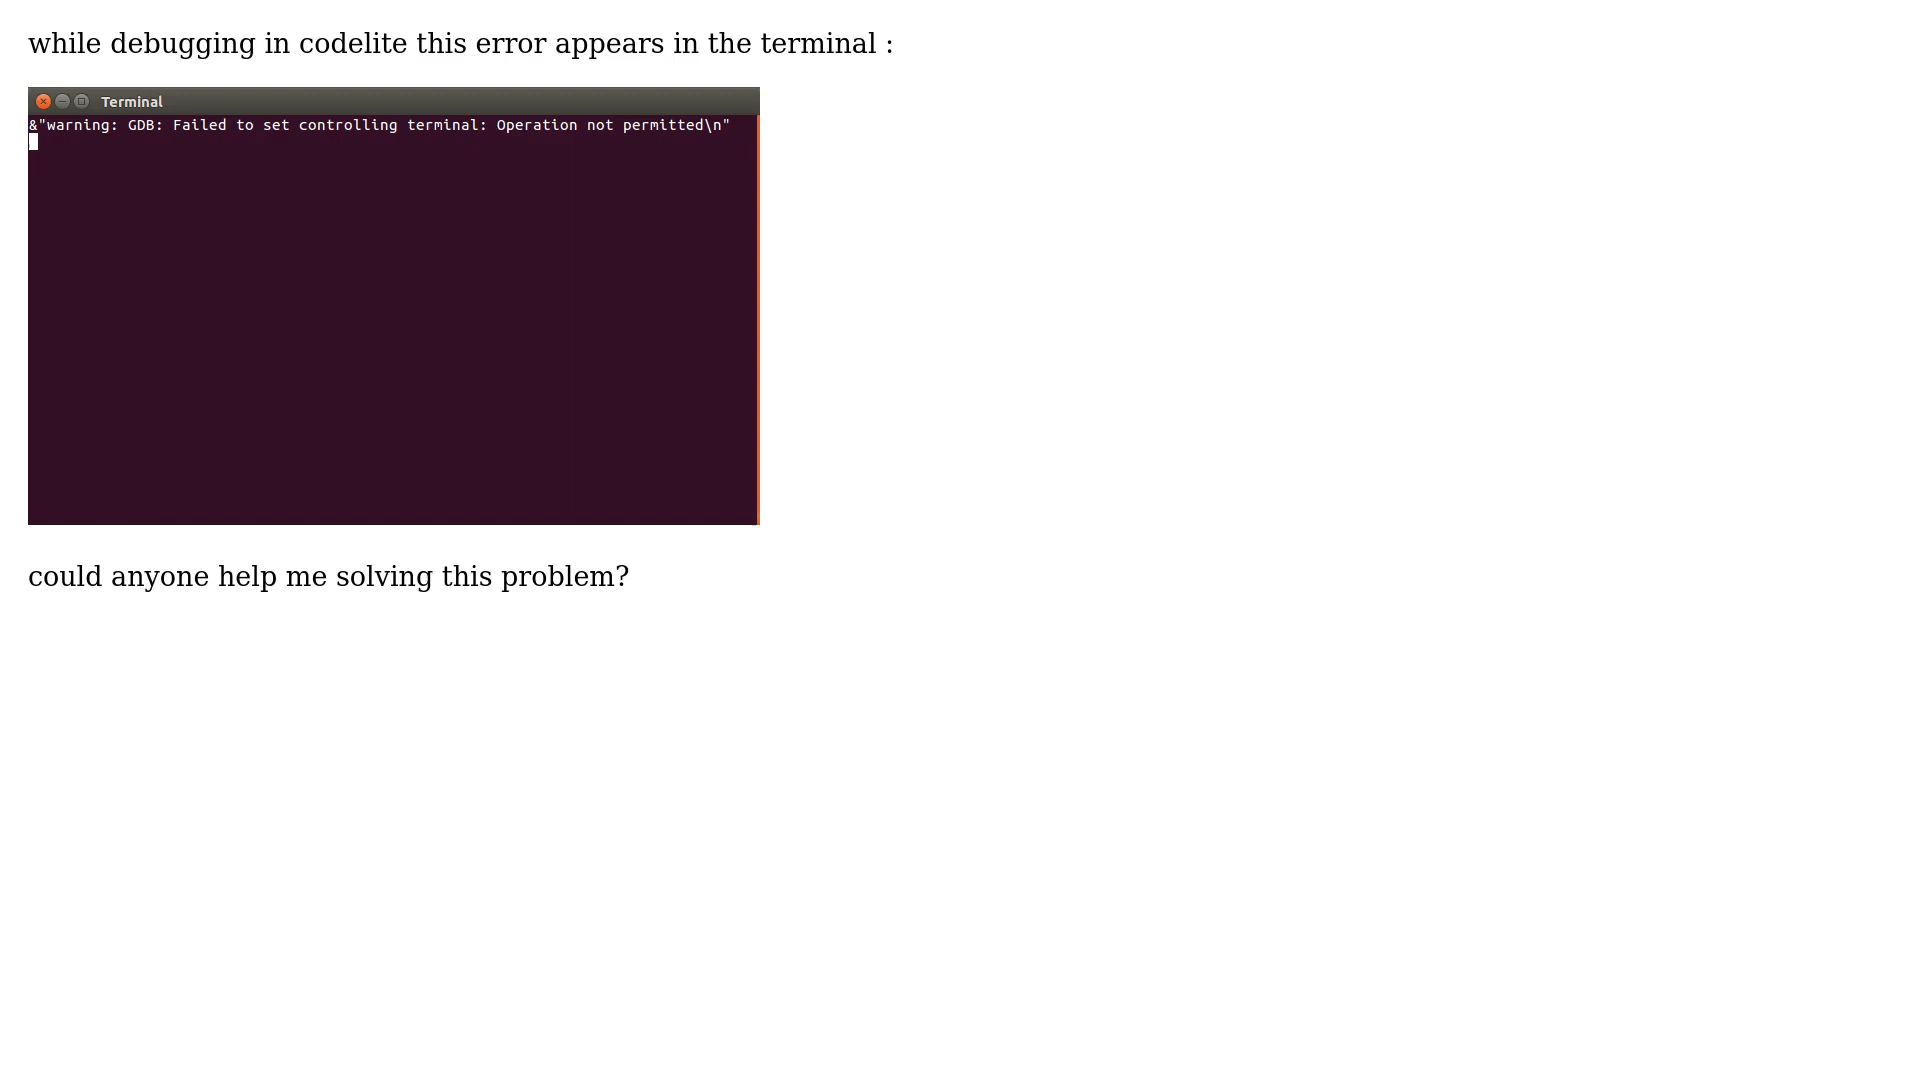 while debugging in codelite this error appears in the terminal :
Terminal
&"warning: GDB: Failed to set controlling terminal: Operation not permitted\n"
could anyone help me solving this problem?